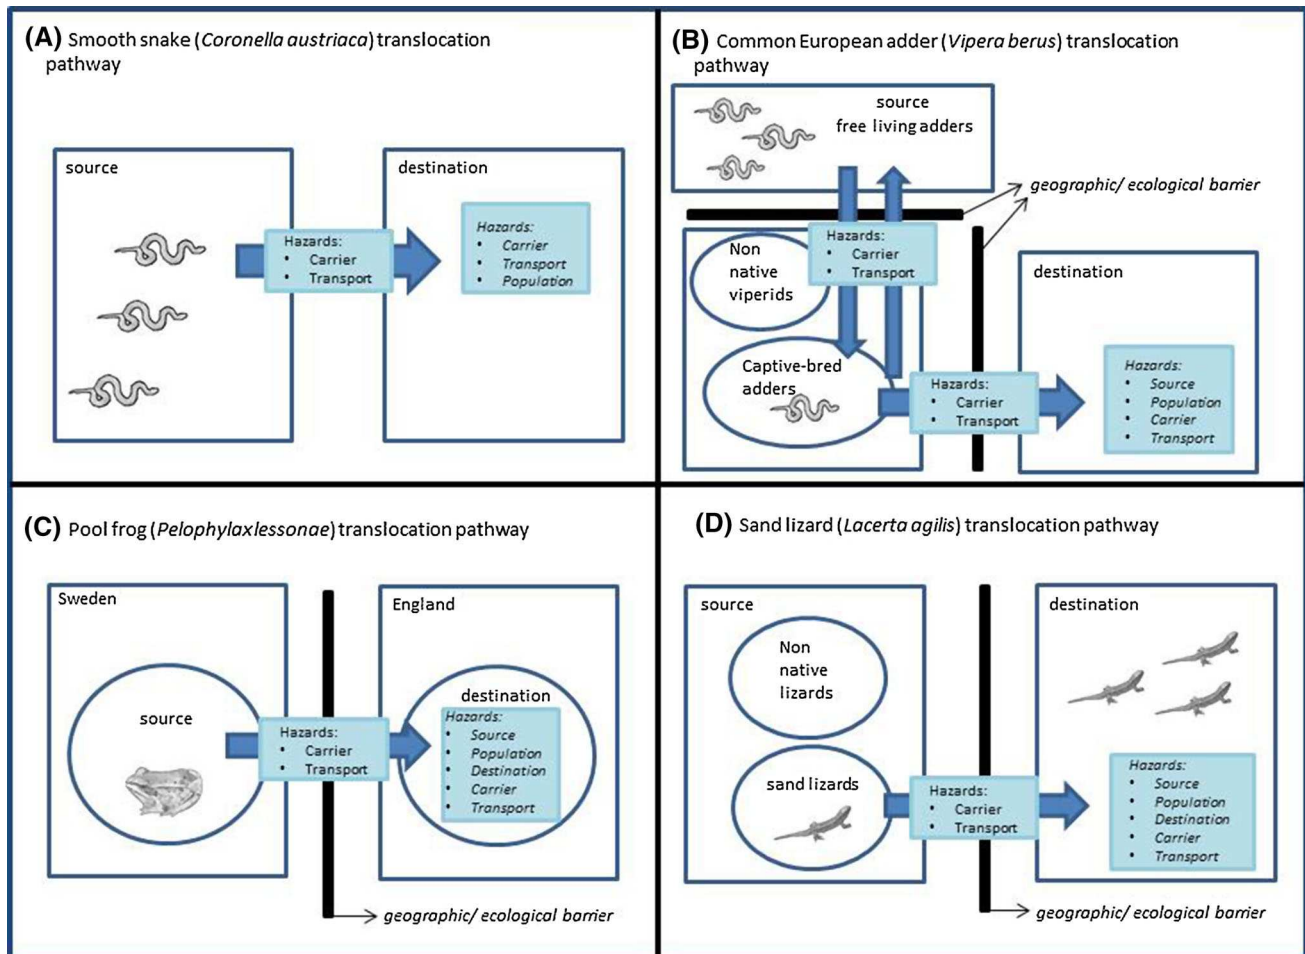 (A) Smooth snake (Coronella austriaca) translocation
pathway
source
destination
Hazards:
• Carrier
• Transport
Hazards:
• Carrier
• Transport
• Population
(B) Common European adder (Vipera berus) translocation
pathway
source
free living adders
geographic/ ecological barrier
Non
native
viperids
Hazards:
• Carrier
• Transport
destination
Captive-bred
adders
Hazards:
• Carrier
• Transport
Hazards:
• Source
• Population
• Carrier
• Transport
(C) Pool frog (Pelophylaxlessonae) translocation pathway
Sweden
England
source
destination
Hazards:
• Carrier
• Transport
Hazards:
• Source
• Population
• Destination
• Carrier
• Transport
geographic/ ecological barrier
(D) Sand lizard (Lacerta agilis) translocation pathway
source
destination
Non
native
lizards
sand lizards
Hazards:
• Carrier
• Transport
Hazards:
• Source
• Population
• Destination
• Carrier
• Transport
geographic/ ecological barrier